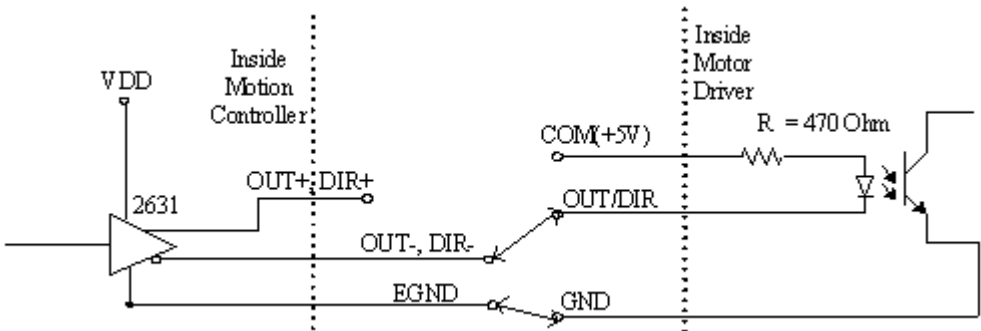 VDD
Inside
Motion
Controller
Inside
Motor
Driver
R = 470 Ohm
COM(+5V)
2631
OUT+, DIR+
OUT/DIR
OUT-, DIR-
EGND
GND